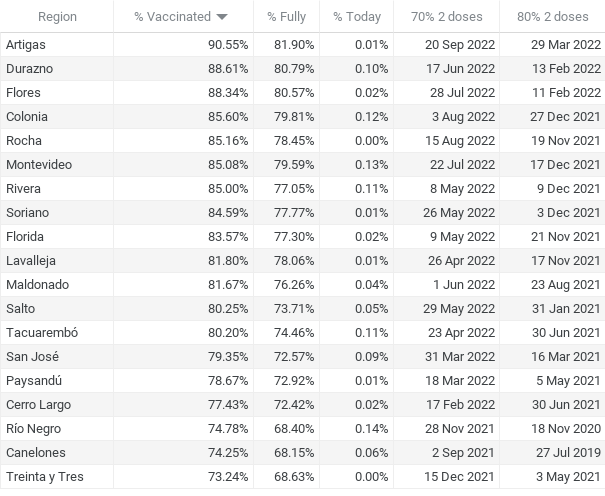 Region % Vaccinated % Fully % Today 70% 2 doses 80% 2 doses
Artigas 90.55% 81.90% 0.01% 20 Sep 2022 29 Mar 2022
Durazno 88.61% 80.79% 0.10% 17 Jun 2022 13 Feb 2022
Flores 88.34% 80.57% 0.02% 28 Jul 2022 11 Feb 2022
Colonia 85.60% 79.81% 0.12% 3 Aug 2022 27 Dec 2021
Rocha 85.16% 78.45% 0.00% 15 Aug 2022 19 Nov 2021
Montevideo 85.08% 79.59% 0.13% 22 Jul 2022 17 Dec 2021
Rivera 85.00% 77.05% 0.11% 8 May 2022 9 Dec 2021
Soriano 84.59% 77.77% 0.01% 26 May 2022 3 Dec 2021
Florida 83.57% 77.30% 0.02% 9 May 2022 21 Nov 2021
Lavalleja 81.80% 78.06% 0.01% 26 Apr 2022 17 Nov 2021
Maldonado 81.67% 76.26% 0.04% 1 Jun 2022 23 Aug 2021
Salto 80.25% 73.71% 0.05% 29 May 2022 31 Jan 2021
Tacuarembó 80.20% 74.46% 0.11% 23 Apr 2022 30 Jun 2021
San José 79.35% 72.57% 0.09% 31 Mar 2022 16 Mar 2021
Paysandú 78.67% 72.92% 0.01% 18 Mar 2022 5 May 2021
Cerro Largo 77.43% 72.42% 0.02% 17 Feb 2022 30 Jun 2021
Río Negro 74.78% 68.40% 0.14% 28 Nov 2021 18 Nov 2020
Canelones 74.25% 68.15% 0.06% 2 Sep 2021 27 Jul 2019
Treinta y Tres 73.24% 68.63% 0.00% 15 Dec 2021 3 May 2021